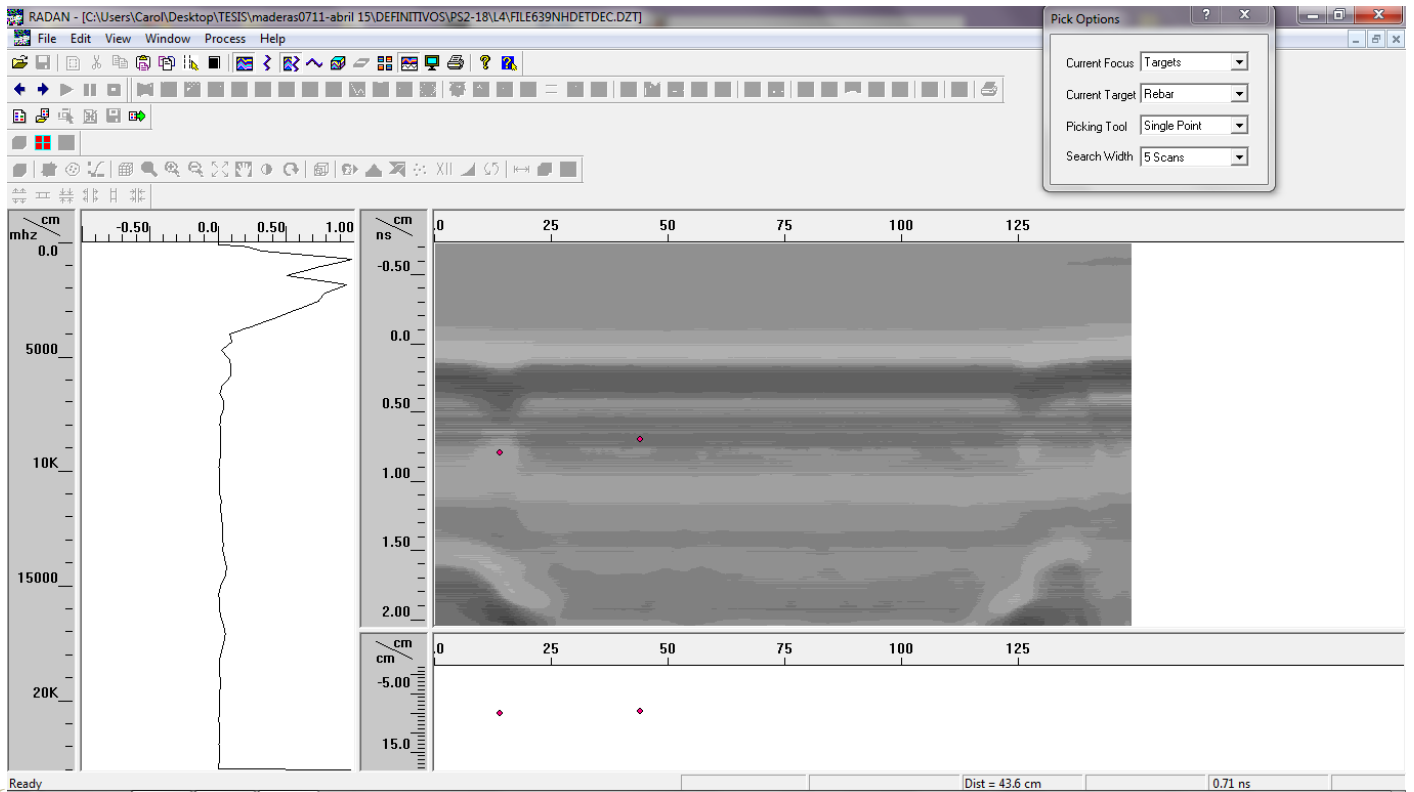 RADAN - [C:\Users\Carol\Desktop\TESIS\maderas0711-abril 15\DEFINITIVOS\PS2-18\L4\FILE639NHDETDEC.DZT]
File Edit View Window Process Help
Pick Options
Current Focus Targets
Current Target Rebar
Picking Tool Single Point
Search Width 5 Scans
XII
cm
mhz
-0.50 0.0 0.50 1.00
cm
ns
.0 25 50 75 100 125
0.0
5000
10K
15000
20K
-0.50
0.0
0.50
1.00
1.50
2.00
cm
cm
.0 25 50 75 100 125
-5.00
15.0
Ready
Dist = 43.6 cm
0.71 ns